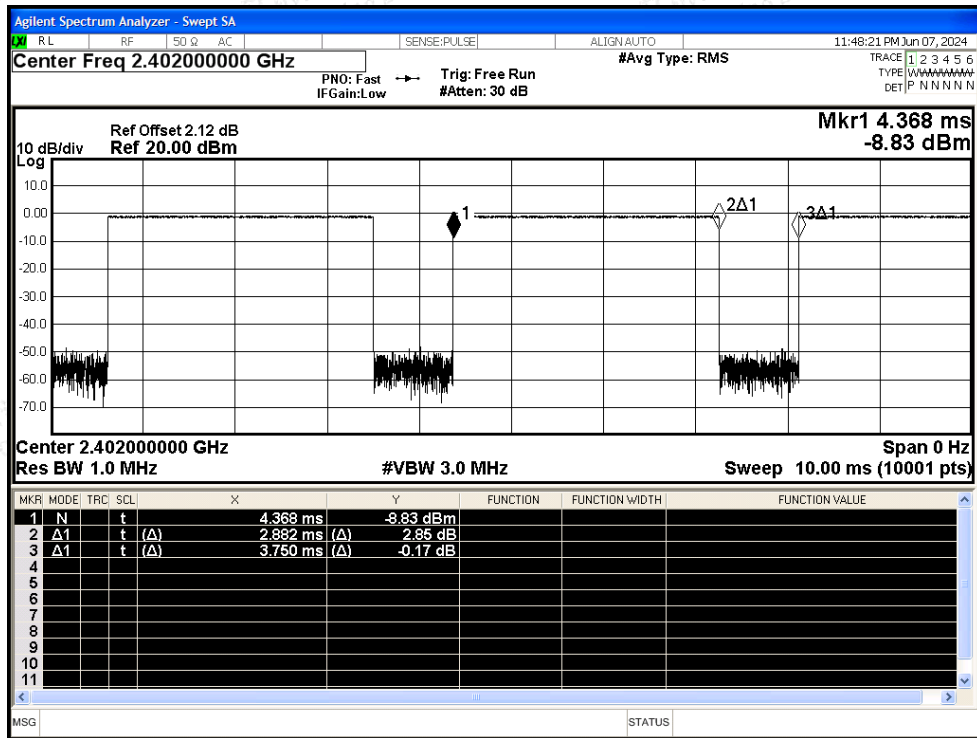 Agilent Spectrum Analyzer - Swept SA
LXI RL RF 50 Ω AC SENSE:PULSE ALIGN AUTO 11:48:21 PM Jun 07, 2024
Center Freq 2.402000000 GHz #Avg Type: RMS TRACE 1 2 3 4 5 6
PNO: Fast Trig: Free Run TYPE WWWWWW
IFGain:Low #Atten: 30 dB DET P N N N N N
Mkr1 4.368 ms
Ref Offset 2.12 dB
10 dB/div Ref 20.00 dBm -8.83 dBm
Log
10.0
0.00
1 2Δ1 3Δ1
-10.0
-20.0
-30.0
-40.0
-50.0
-60.0
-70.0
Center 2.402000000 GHz Span 0 Hz
Res BW 1.0 MHz #VBW 3.0 MHz Sweep 10.00 ms (10001 pts)
MKR MODE TRC SCL X Y FUNCTION FUNCTION WIDTH FUNCTION VALUE
1 N t 4.368 ms -8.83 dBm
2 Δ1 t (Δ) 2.882 ms (Δ) 2.85 dB
3 Δ1 t (Δ) 3.750 ms (Δ) -0.17 dB
4
5
6
7
8
9
10
11
MSG STATUS